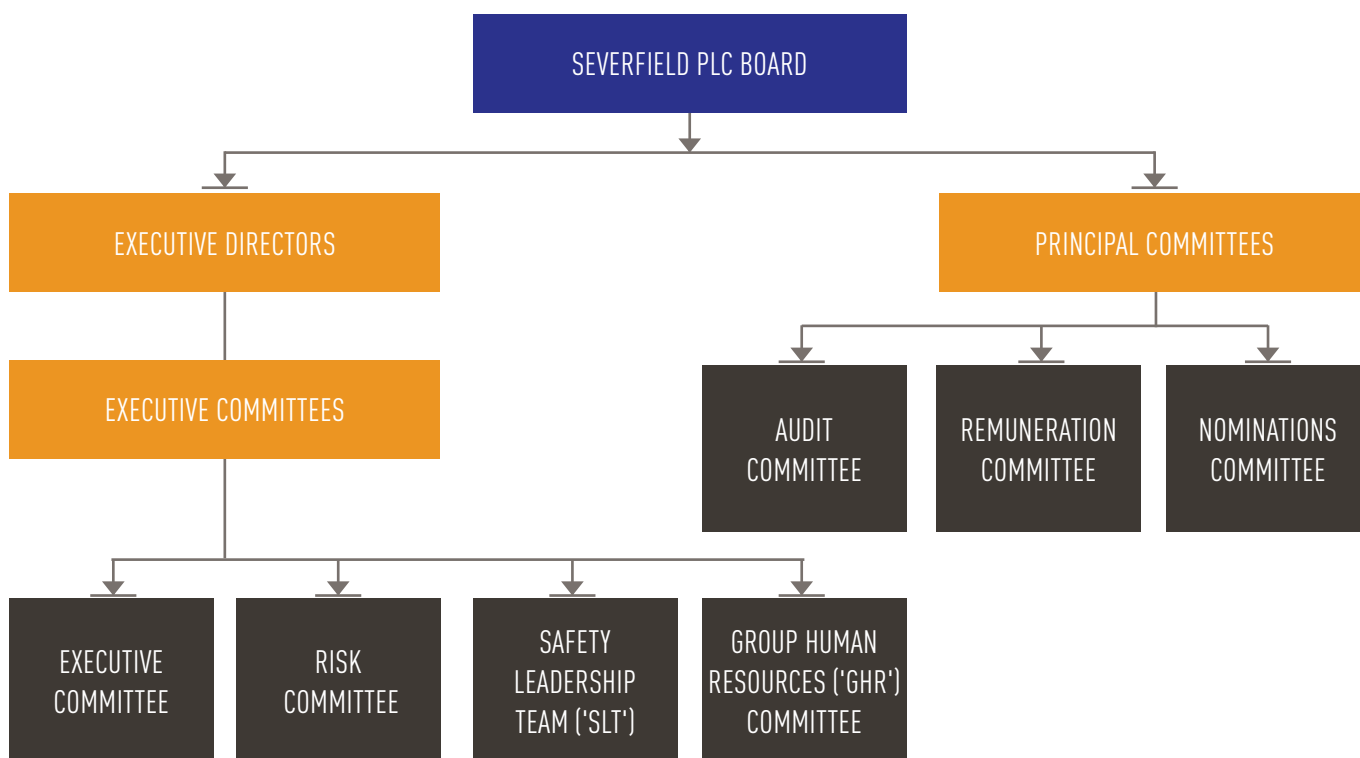 SEVERFIELD PLC BOARD
EXECUTIVE DIRECTORS
PRINCIPAL COMMITTEES
EXECUTIVE COMMITTEES
AUDIT
COMMITTEE
REMUNERATION
COMMITTEE
NOMINATIONS
COMMITTEE
EXECUTIVE
COMMITTEE
RISK
COMMITTEE
SAFETY
LEADERSHIP
TEAM ('SLT')
GROUP HUMAN
RESOURCES ('GHR')
COMMITTEE